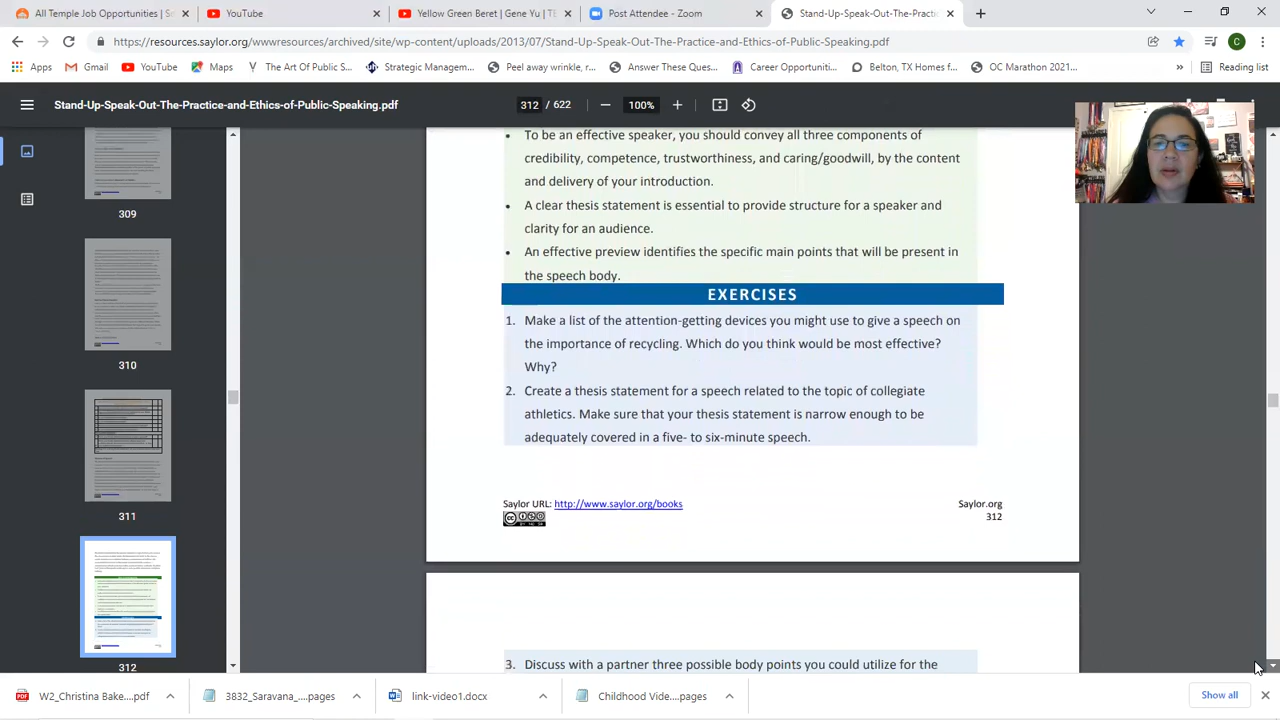 All Temple Job Opportunities | Se
YouTube
Yellow Green Beret (Gene Yu | TE
Post Attendee - Zoom
Stand-Up-Speak-Out-The-Practic
https://resources.saylor.org/wwwresources/archived/site/wp-content/uploads/2013/07/Stand-Up-Speak-Out-The-Practice-and-Ethics-of-Public-Speaking.pdf
C
Apps
Gmail
YouTube
Maps
The Art Of Public S...
Strategic Managem...
Peel away wrinkle, r...
Answer These Que...
Career Opportuniti...
Belton, TX Homes f...
OC Marathon 2021...
»
Reading list
Stand-Up-Speak-Out-The-Practice-and-Ethics-of-Public-Speaking.pdf
312 / 622
100%
309
310
311
312
• To be an effective speaker, you should convey all three components of
credibility, competence, trustworthiness, and caring/goodwill, by the content
and delivery of your introduction.
• A clear thesis statement is essential to provide structure for a speaker and
clarity for an audience.
• An effective preview identifies the specific main points that will be present in
the speech body.
EXERCISES
1. Make a list of the attention-getting devices you might use to give a speech on
the importance of recycling. Which do you think would be most effective?
Why?
2. Create a thesis statement for a speech related to the topic of collegiate
athletics. Make sure that your thesis statement is narrow enough to be
adequately covered in a five- to six-minute speech.
Saylor URL: http://www.saylor.org/books
Saylor.org
312
3. Discuss with a partner three possible body points you could utilize for the
W2_Christina Bake....pdf
3832_Saravana_....pages
link-video1.docx
Childhood Vide....pages
Show all